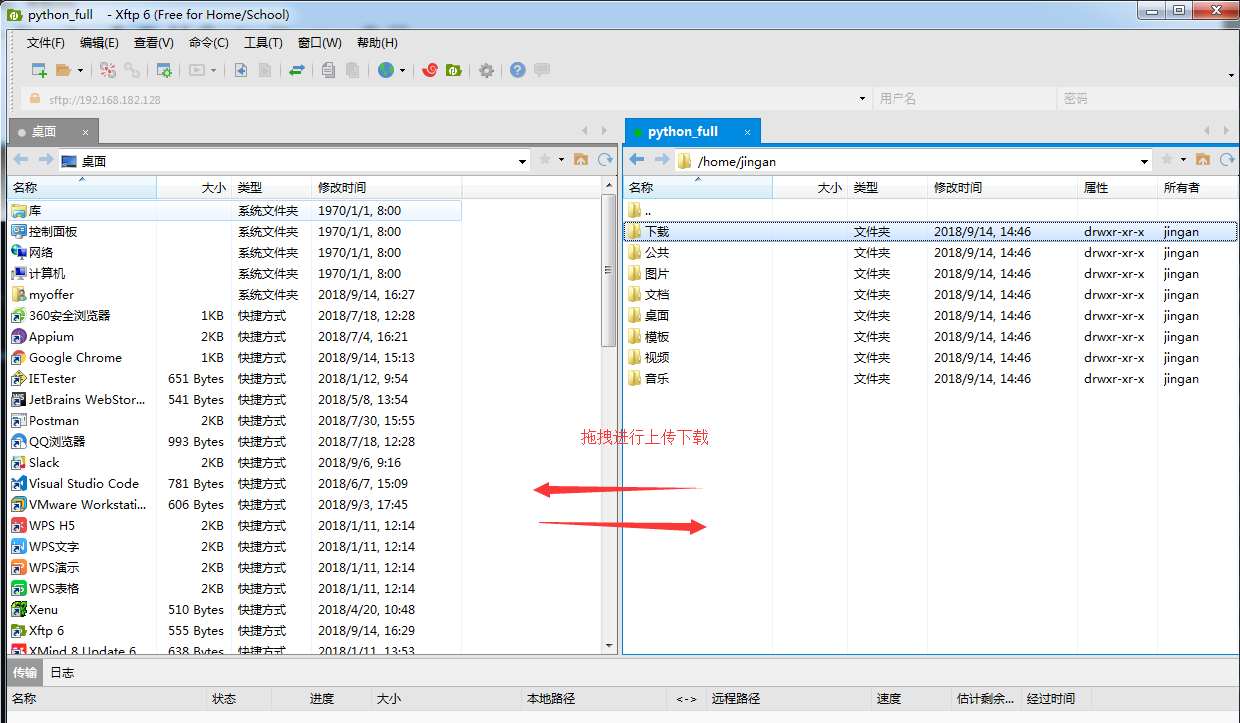 python_full - Xftp 6 (Free for Home/School)
文件(F) 编辑(E) 查看(V) 命令(C) 工具(T) 窗口(W) 帮助(H)
sftp://192.168.182.128 用户名 密码
桌面 × python_full ×
桌面 /home/jingan
名称 大小 类型 修改时间 名称 大小 类型 修改时间 属性 所有者
库 系统文件夹 1970/1/1, 8:00 ..
控制面板 系统文件夹 1970/1/1, 8:00 下载 文件夹 2018/9/14, 14:46 drwxr-xr-x jingan
网络 系统文件夹 1970/1/1, 8:00 公共 文件夹 2018/9/14, 14:46 drwxr-xr-x jingan
计算机 系统文件夹 1970/1/1, 8:00 图片 文件夹 2018/9/14, 14:46 drwxr-xr-x jingan
myoffer 系统文件夹 2018/9/14, 16:27 文档 文件夹 2018/9/14, 14:46 drwxr-xr-x jingan
360安全浏览器 1KB 快捷方式 2018/7/18, 12:28 桌面 文件夹 2018/9/14, 14:46 drwxr-xr-x jingan
Appium 2KB 快捷方式 2018/7/4, 16:21 模板 文件夹 2018/9/14, 14:46 drwxr-xr-x jingan
Google Chrome 1KB 快捷方式 2018/9/14, 15:13 视频 文件夹 2018/9/14, 14:46 drwxr-xr-x jingan
IETester 651 Bytes 快捷方式 2018/1/12, 9:54 音乐 文件夹 2018/9/14, 14:46 drwxr-xr-x jingan
JetBrains WebStor... 541 Bytes 快捷方式 2018/5/8, 13:54
Postman 2KB 快捷方式 2018/7/30, 15:55
QQ浏览器 993 Bytes 快捷方式 2018/7/18, 12:28
拖拽进行上传下载
Slack 2KB 快捷方式 2018/9/6, 9:16
Visual Studio Code 781 Bytes 快捷方式 2018/6/7, 15:09
VMware Workstati... 606 Bytes 快捷方式 2018/9/3, 17:45
WPS H5 2KB 快捷方式 2018/1/11, 12:14
WPS文字 2KB 快捷方式 2018/1/11, 12:14
WPS演示 2KB 快捷方式 2018/1/11, 12:14
WPS表格 2KB 快捷方式 2018/1/11, 12:14
Xenu 510 Bytes 快捷方式 2018/4/20, 10:48
Xftp 6 555 Bytes 快捷方式 2018/9/14, 16:29
XMind 8 Update 6 638 Bytes 快捷方式 2018/1/11, 13:53
传输 日志
名称 状态 进度 大小 本地路径 <-> 远程路径 速度 估计剩余... 经过时间